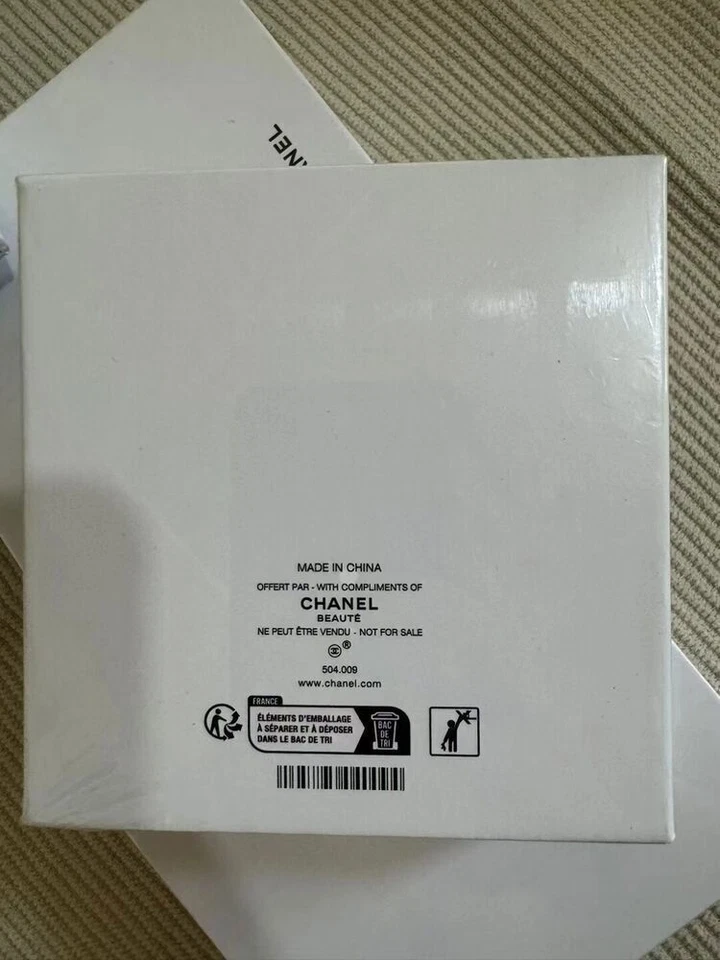 MADE IN CHINA
OFFERT PAR - WITH COMPLIMENTS OF
CHANEL
BEAUTÉ
NE PEUT ÊTRE VENDU - NOT FOR SALE
®
504.009
www.chanel.com
FRANCE
ÉLÉMENTS D'EMBALLAGE
À SÉPARER ET À DÉPOSER
DANS LE BAC DE TRI
BAC
DE
TRI